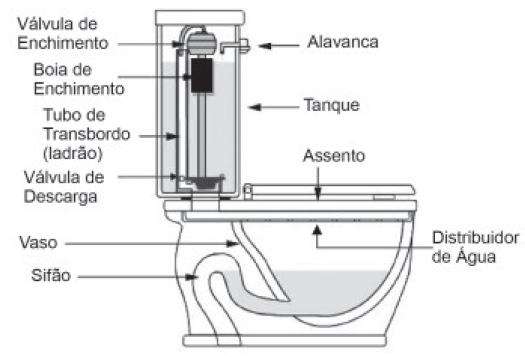 Válvula de
Enchimento
Boia de
Enchimento
Tubo de
Transbordo
(ladrão)
Válvula de
Descarga
Vaso
Sifão
Alavanca
Tanque
Assento
Distribuidor
de Água